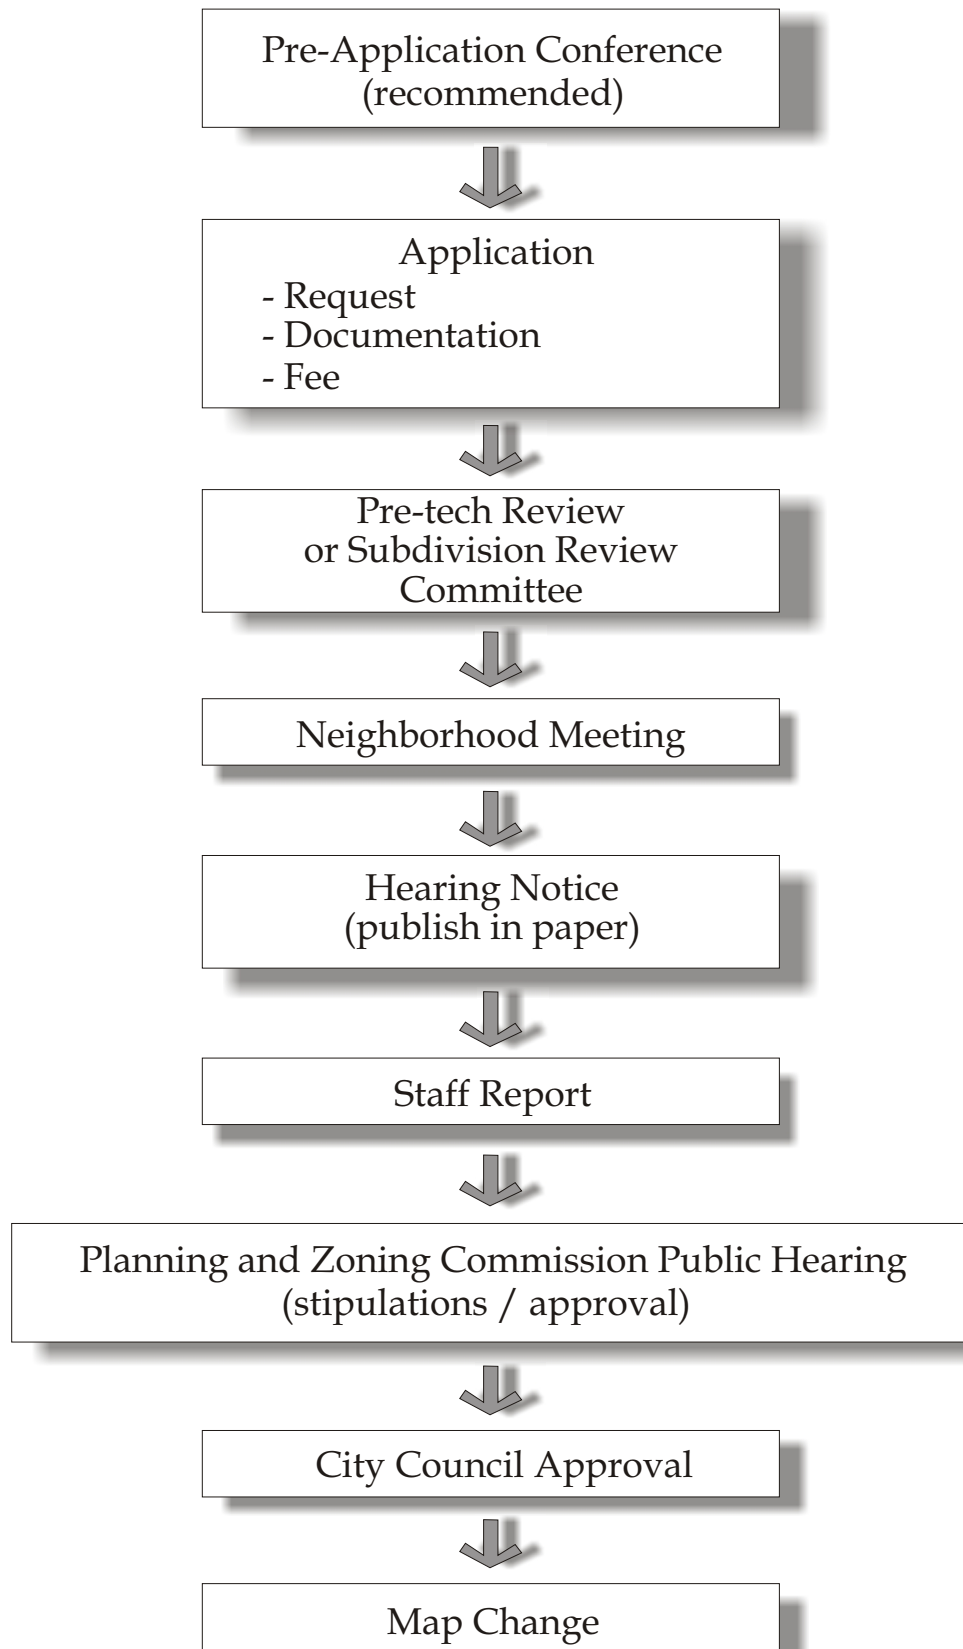 Pre-Application Conference
(recommended)
Application
- Request
- Documentation
- Fee
Pre-tech Review
or Subdivision Review
Committee
Neighborhood Meeting
Hearing Notice
(publish in paper)
Staff Report
Planning and Zoning Commission Public Hearing
(stipulations / approval)
City Council Approval
Map Change